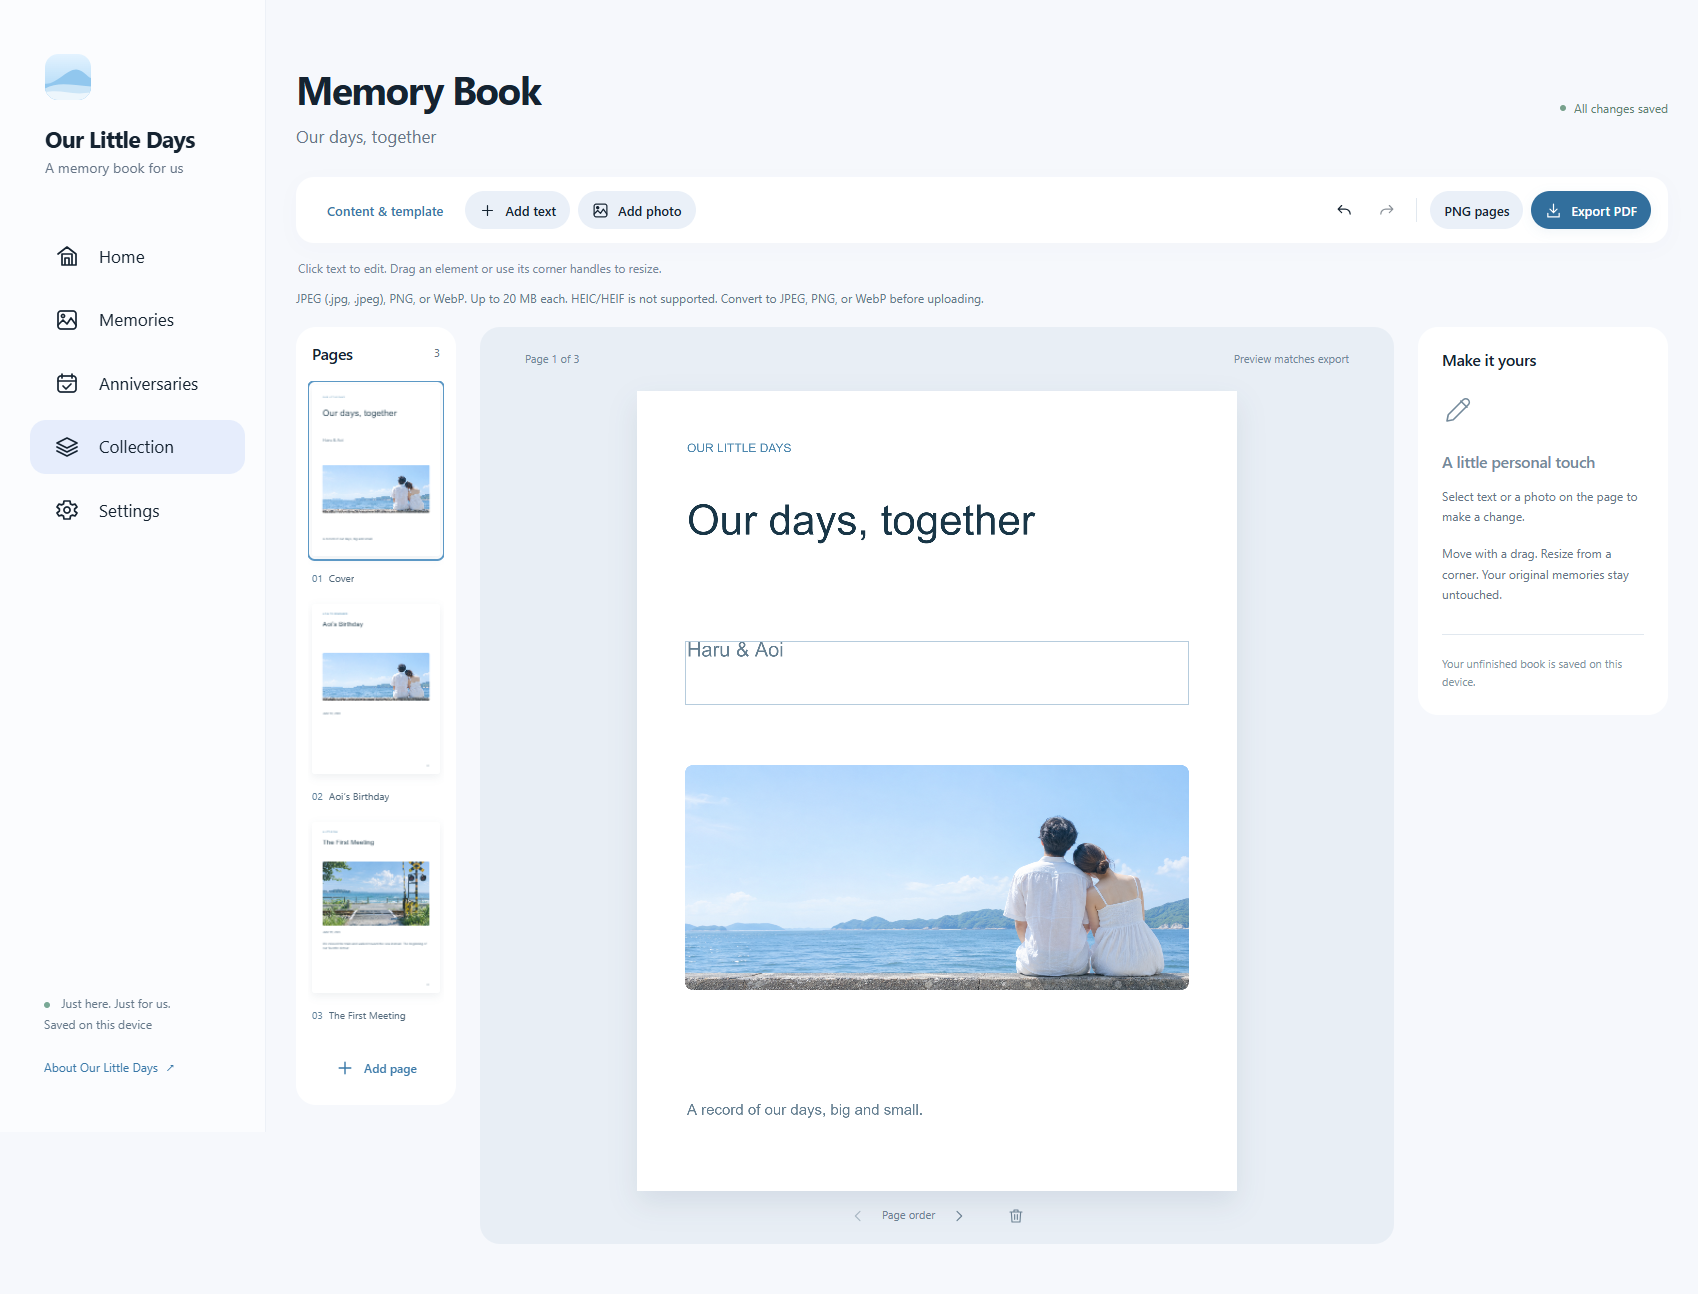 Our Little Days
A memory book for us
Home
Memories
Anniversaries
Collection
Settings
Just here. Just for us.
Saved on this device
About Our Little Days ↗
Memory Book
Our days, together
All changes saved
Content & template
Add text
Add photo
PNG pages
Export PDF
Click text to edit. Drag an element or use its corner handles to resize.
JPEG (.jpg, .jpeg), PNG, or WebP. Up to 20 MB each. HEIC/HEIF is not supported. Convert to JPEG, PNG, or WebP before uploading.
Pages
3
Our days, together
Haru & Aoi
01 Cover
Aoi's Birthday
02 Aoi's Birthday
The First Meeting
03 The First Meeting
Add page
Page 1 of 3
Preview matches export
OUR LITTLE DAYS
Our days, together
Haru & Aoi
A record of our days, big and small.
Page order
Make it yours
A little personal touch
Select text or a photo on the page to
make a change.
Move with a drag. Resize from a
corner. Your original memories stay
untouched.
Your unfinished book is saved on this
device.